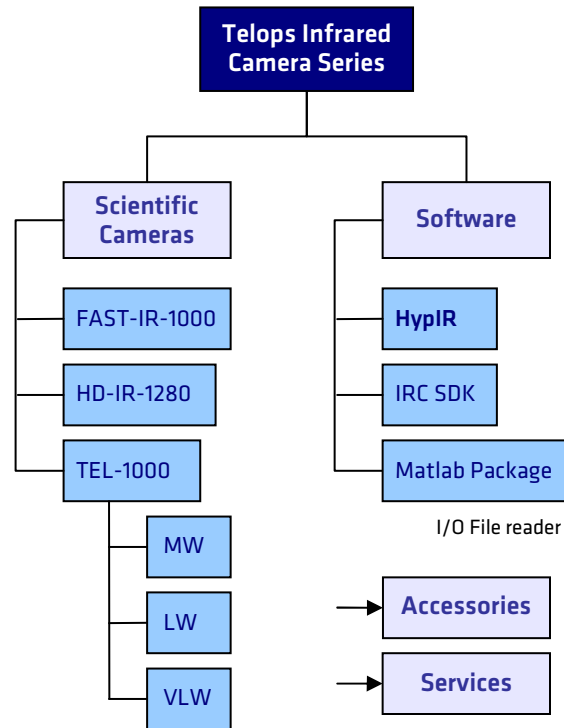 Telops Infrared
Camera Series
Scientific
Cameras
FAST-IR-1000
HD-IR-1280
TEL-1000
MW
LW
VLW
Software
HypIR
IRC SDK
Matlab Package
I/O File reader
Accessories
Services